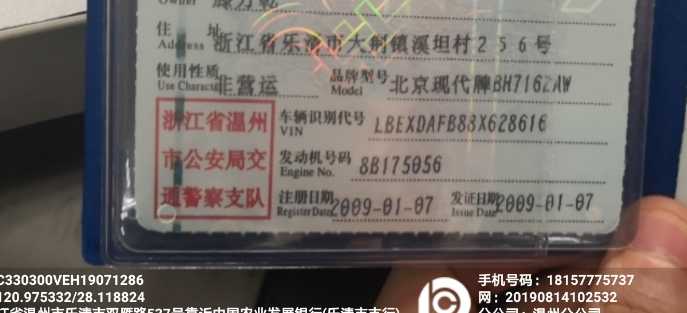 Owner
住 址 浙江省乐清市大荆镇溪坦村256号
Address
使用性质 非营运 品牌型号 北京现代牌BH7162AW
Use Character Model
浙江省温州 车辆识别代号 LBEXDAFB88X628616
VIN
市公安局交 发动机号码 8B175056
Engine No.
通警察支队 注册日期 2009-01-07 发证日期 2009-01-07
Register Date Issue Date
C330300VEH19071286 手机号码：18157775737
120.975332/28.118824 网：20190814102532